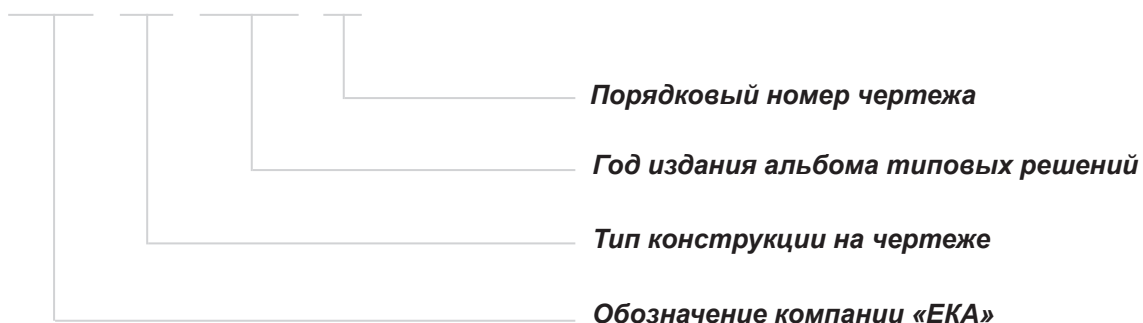 Порядковый номер чертежа
Год издания альбома типовых решений
Тип конструкции на чертеже
Обозначение компании «ЕКА»